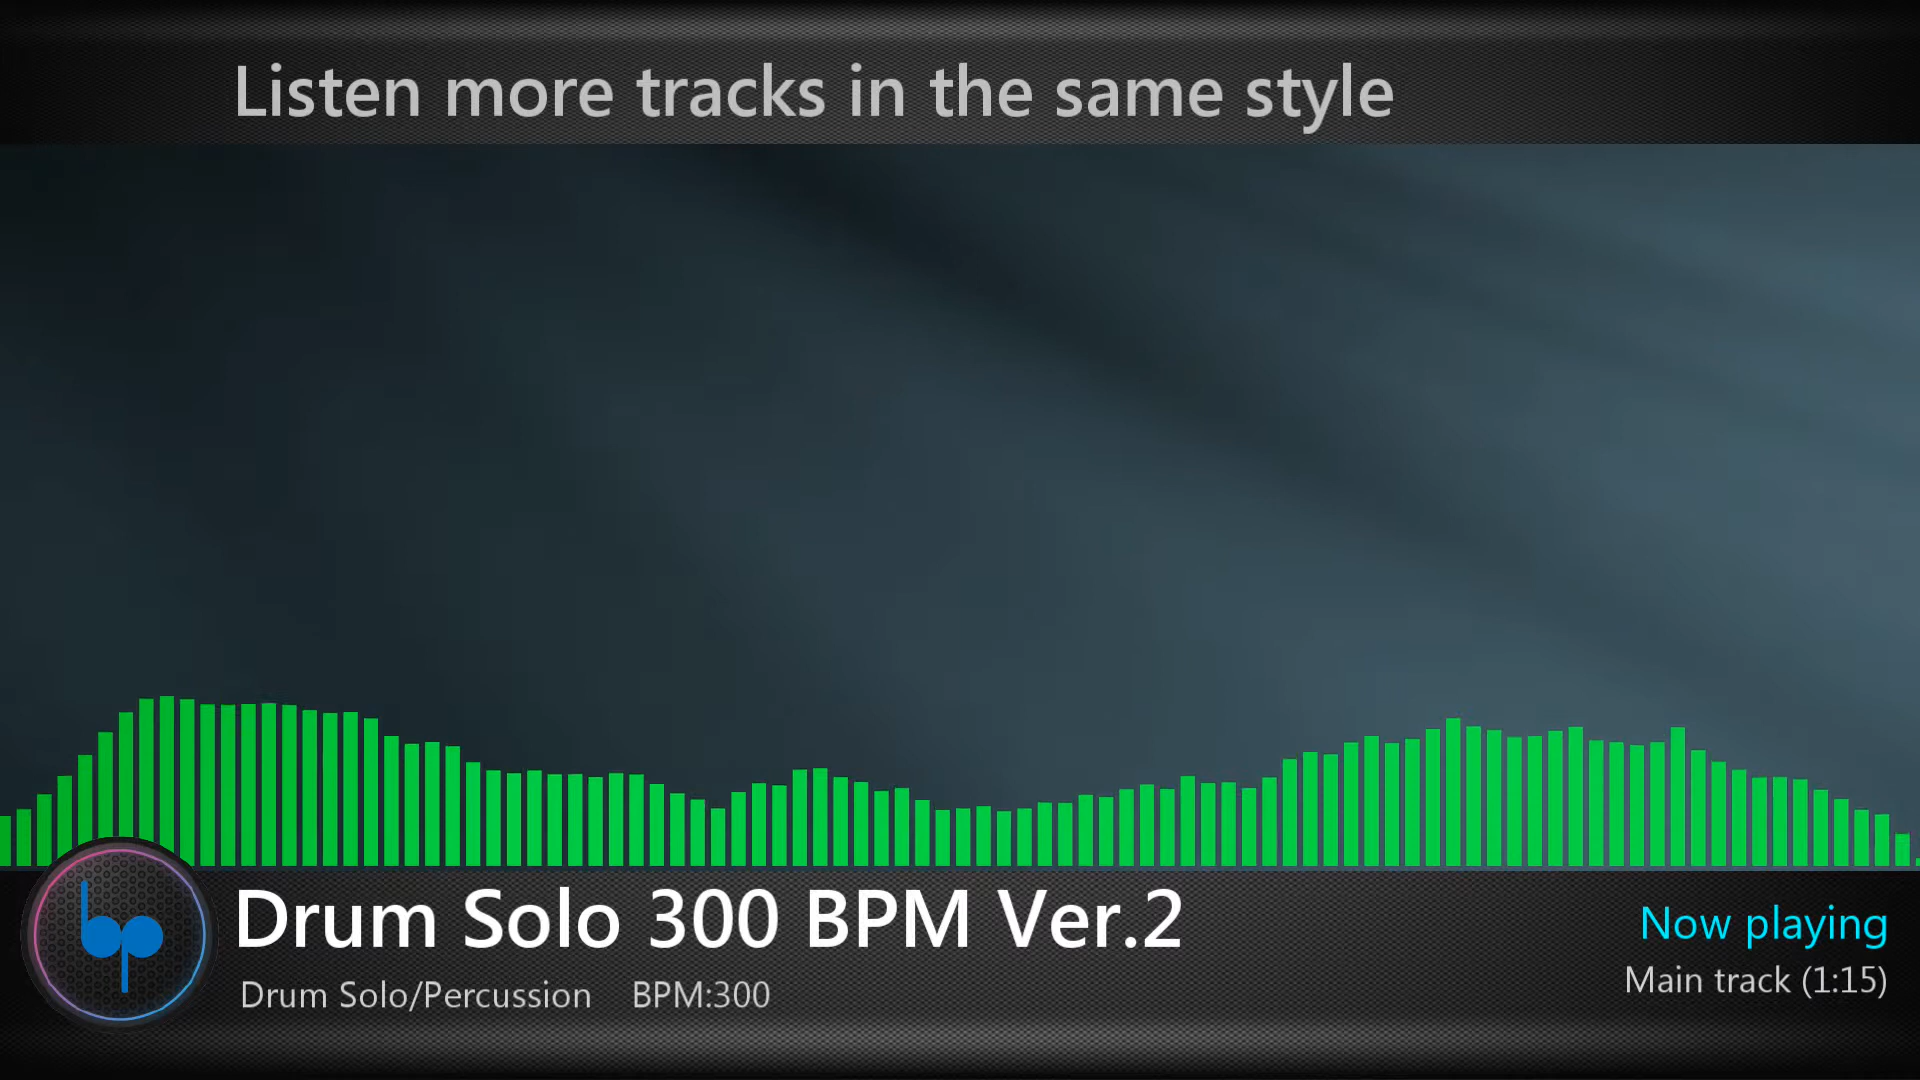 Listen more tracks in the same style
Drum Solo 300 BPM Ver.2
Drum Solo/Percussion BPM:300
Now playing
Main track (1:15)
bp